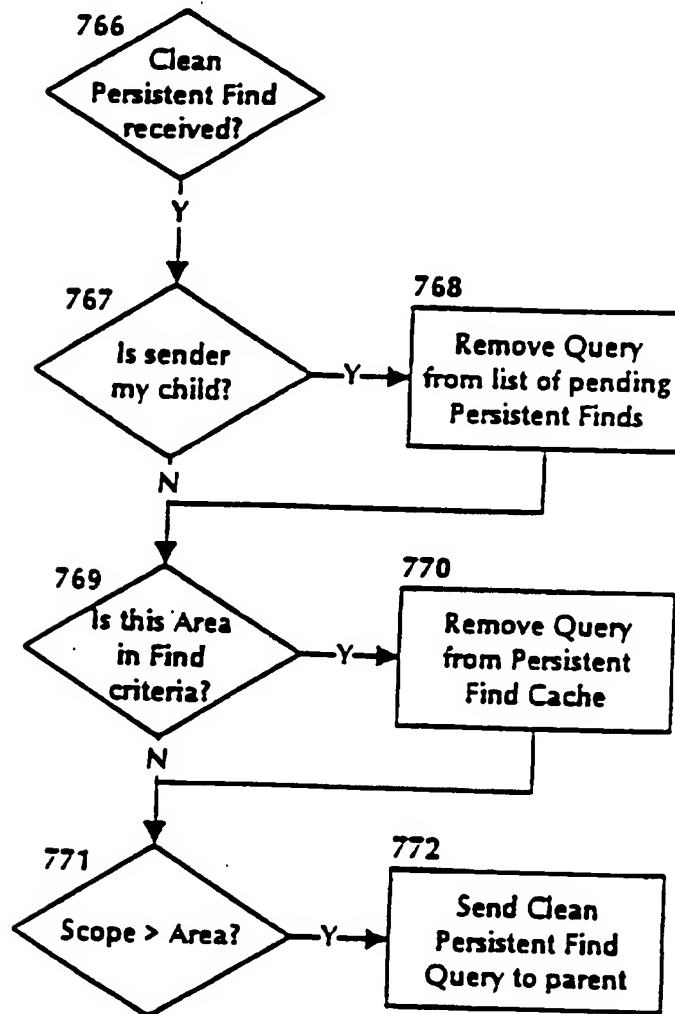 766
Clean
Persistent Find
received?
Y
767
Is sender
my child?
Y
768
Remove Query
from list of pending
Persistent Finds
N
769
Is this Area
in Find
criteria?
Y
770
Remove Query
from Persistent
Find Cache
N
771
Scope > Area?
Y
772
Send Clean
Persistent Find
Query to parent